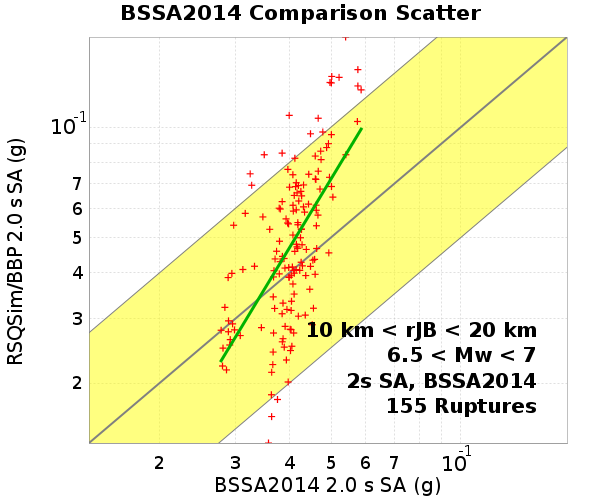 BSSA2014 Comparison Scatter
RSQSim/BBP 2.0 s SA (g)
10⁻¹
7
6
5
4
3
2
10 km < rJB < 20 km
6.5 < Mw < 7
2s SA, BSSA2014
155 Ruptures
2 3 4 5 6 7 10⁻¹
BSSA2014 2.0 s SA (g)